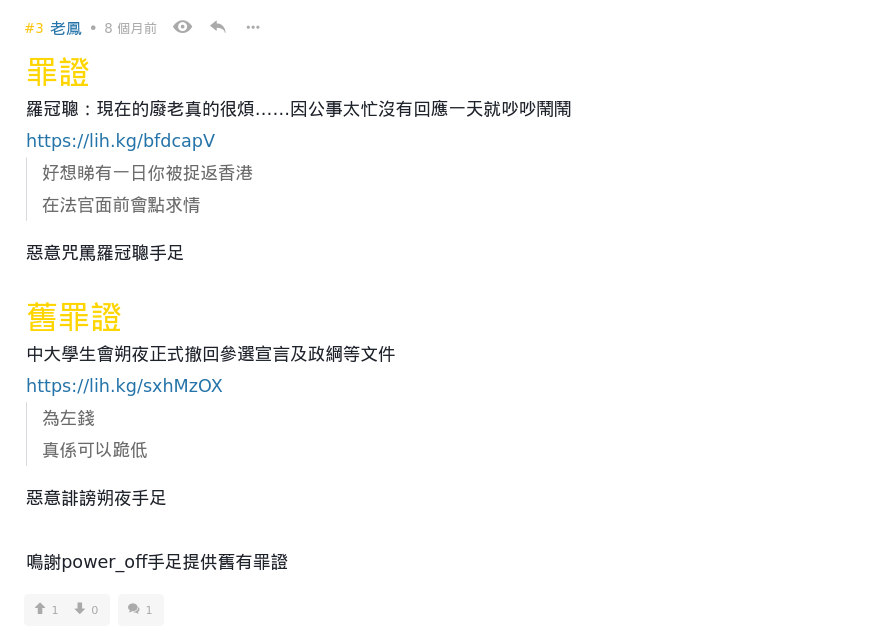 #3 老鳳 • 8 個月前
罪證
羅冠聰：現在的廢老真的很煩……因公事太忙沒有回應一天就吵吵鬧鬧
https://lih.kg/bfdcapV
好想睇有一日你被捉返香港
在法官面前會點求情
惡意咒罵羅冠聰手足
舊罪證
中大學生會朔夜正式撤回參選宣言及政綱等文件
https://lih.kg/sxhMzOX
為左錢
真係可以跪低
惡意誹謗朔夜手足
鳴謝power_off手足提供舊有罪證
1 0 1